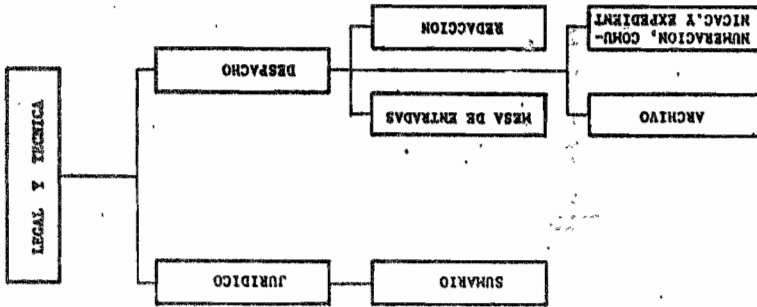 LEGAL Y TECNICA
JURIDICO
DESPACHO
SUMARIO
MESA DE ENTRADAS
REDACCION
ARCHIVO
NUMERACION, COMU-
NICAC. Y EXPEDIENT